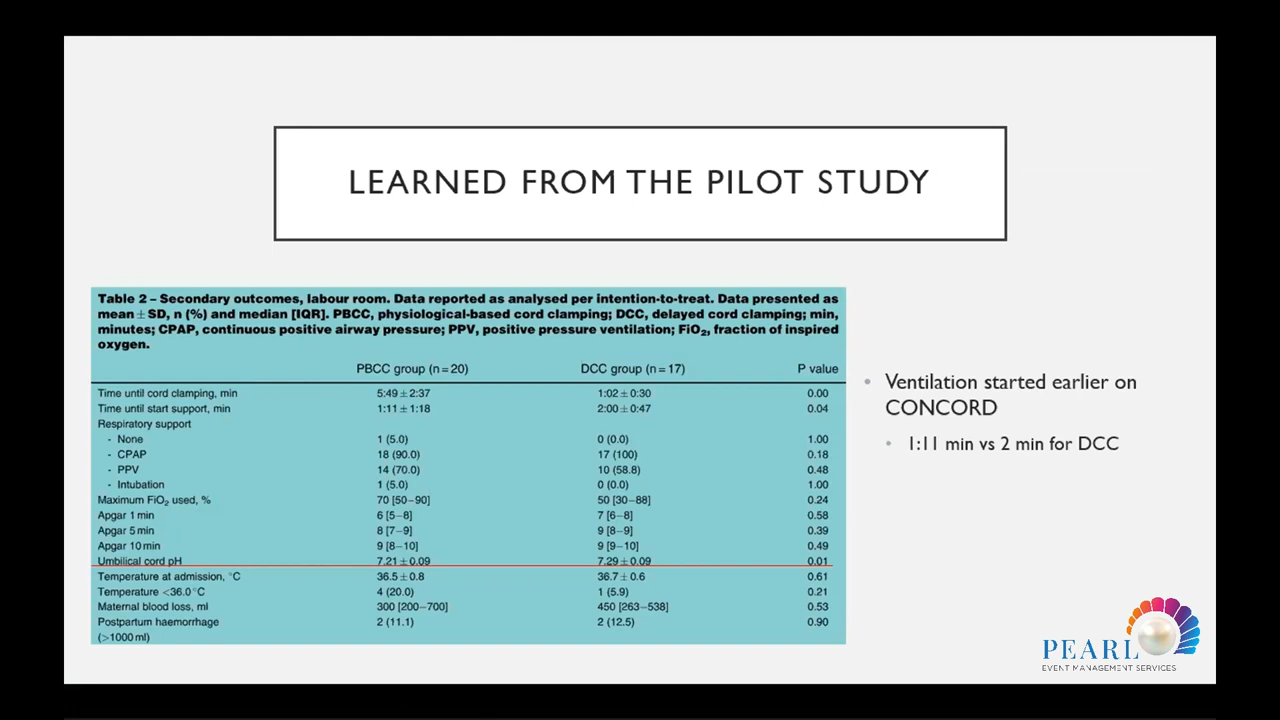 LEARNED FROM THE PILOT STUDY
Table 2 – Secondary outcomes, labour room. Data reported as analysed per intention-to-treat. Data presented as
mean ± SD, n (%) and median [IQR]. PBCC, physiological-based cord clamping; DCC, delayed cord clamping; min,
minutes; CPAP, continuous positive airway pressure; PPV, positive pressure ventilation; FiO₂, fraction of inspired
oxygen.
PBCC group (n = 20) DCC group (n = 17) P value
Time until cord clamping, min 5:49 ± 2:37 1:02 ± 0:30 0.00
Time until start support, min 1:11 ± 1:18 2:00 ± 0:47 0.04
Respiratory support
- None 1 (5.0) 0 (0.0) 1.00
- CPAP 18 (90.0) 17 (100) 0.18
- PPV 14 (70.0) 10 (58.8) 0.48
- Intubation 1 (5.0) 0 (0.0) 1.00
Maximum FiO₂ used, % 70 [50–90] 50 [30–88] 0.24
Apgar 1 min 6 [5–8] 7 [6–8] 0.58
Apgar 5 min 8 [7–9] 9 [8–9] 0.39
Apgar 10 min 9 [8–10] 9 [9–10] 0.49
Umbilical cord pH 7.21 ± 0.09 7.29 ± 0.09 0.01
Temperature at admission, °C 36.5 ± 0.8 36.7 ± 0.6 0.61
Temperature <36.0 °C 4 (20.0) 1 (5.9) 0.21
Maternal blood loss, ml 300 [200–700] 450 [263–538] 0.53
Postpartum haemorrhage 2 (11.1) 2 (12.5) 0.90
(>1000 ml)
• Ventilation started earlier on
CONCORD
• 1:11 min vs 2 min for DCC
PEARL
EVENT MANAGEMENT SERVICES